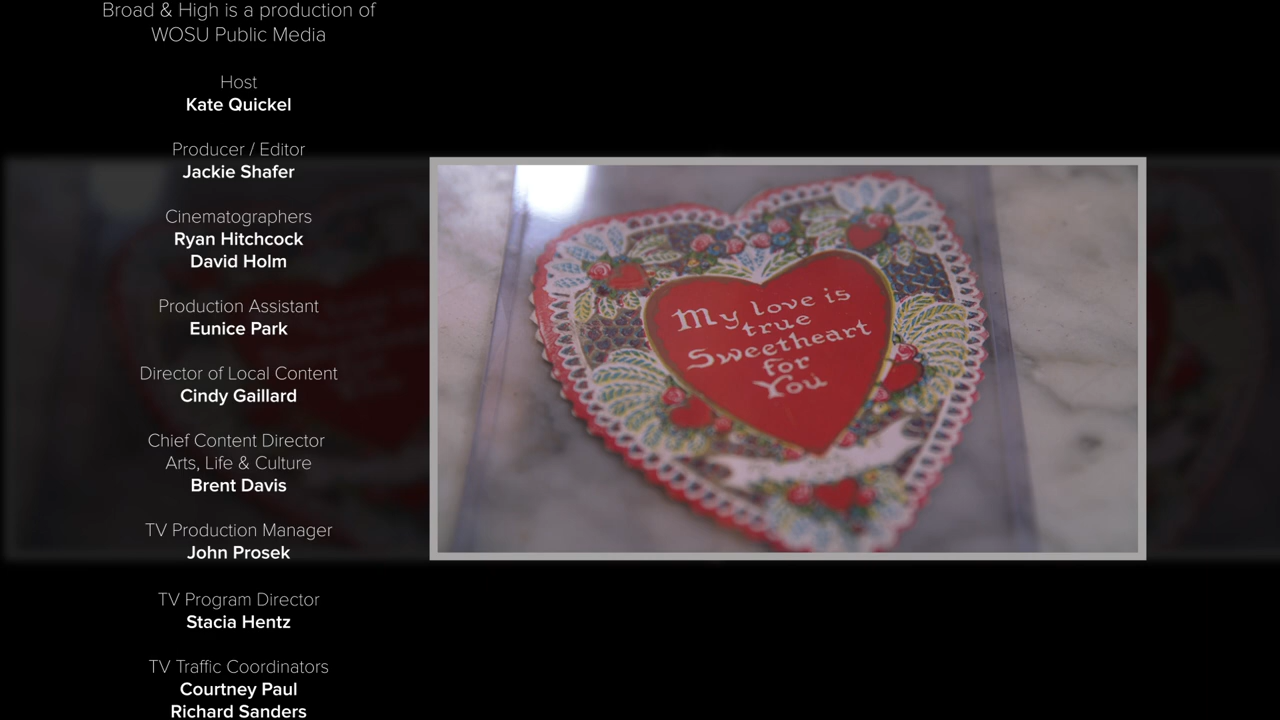 Broad & High is a production of
WOSU Public Media
Host
Kate Quickel
Producer / Editor
Jackie Shafer
Cinematographers
Ryan Hitchcock
David Holm
Production Assistant
Eunice Park
Director of Local Content
Cindy Gaillard
Chief Content Director
Arts, Life & Culture
Brent Davis
TV Production Manager
John Prosek
TV Program Director
Stacia Hentz
TV Traffic Coordinators
Courtney Paul
Richard Sanders
My love is
true
Sweetheart
for
You